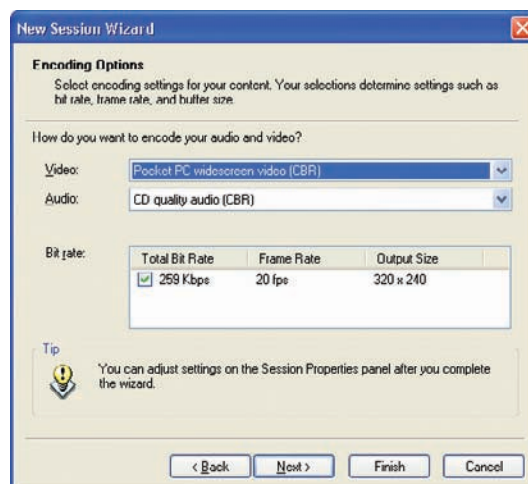 New Session Wizard
Encoding Options
Select encoding settings for your content. Your selections determine settings such as
bit rate, frame rate, and buffer size.
How do you want to encode your audio and video?
Video: Pocket PC widescreen video (CBR)
Audio: CD quality audio (CBR)
Bit rate: Total Bit Rate Frame Rate Output Size
259 Kbps 20 fps 320 x 240
Tip
You can adjust settings on the Session Properties panel after you complete
the wizard.
< Back Next > Finish Cancel